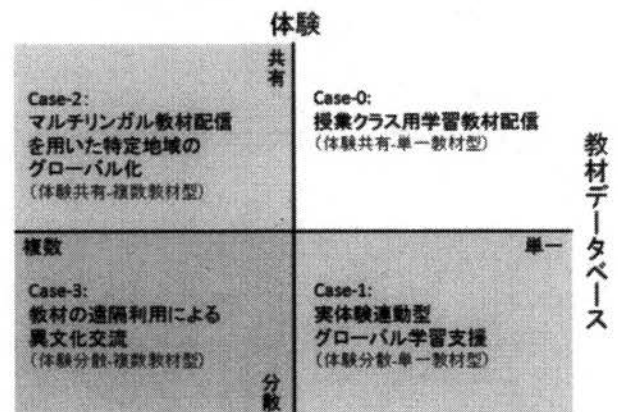 体験
共有
Case-2:
マルチリンガル教材配信
を用いた特定地域の
グローバル化
(体験共有-複数教材型)
Case-0:
授業クラス用学習教材配信
(体験共有-単一教材型)
教材データベース
複数
単一
Case-3:
教材の遠隔利用による
異文化交流
(体験分散-複数教材型)
Case-1:
実体験連動型
グローバル学習支援
(体験分散-単一教材型)
分散